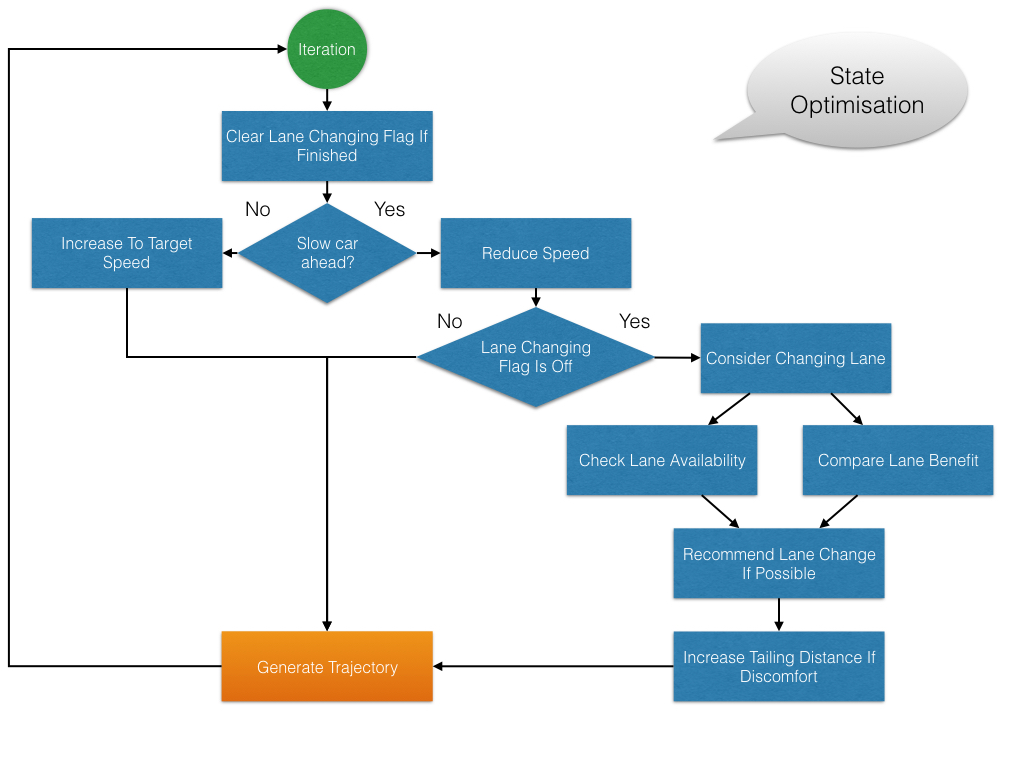 Iteration
State
Optimisation
Clear Lane Changing Flag If
Finished
No
Yes
Increase To Target
Speed
Slow car
ahead?
Reduce Speed
No
Yes
Lane Changing
Flag Is Off
Consider Changing Lane
Check Lane Availability
Compare Lane Benefit
Recommend Lane Change
If Possible
Generate Trajectory
Increase Tailing Distance If
Discomfort